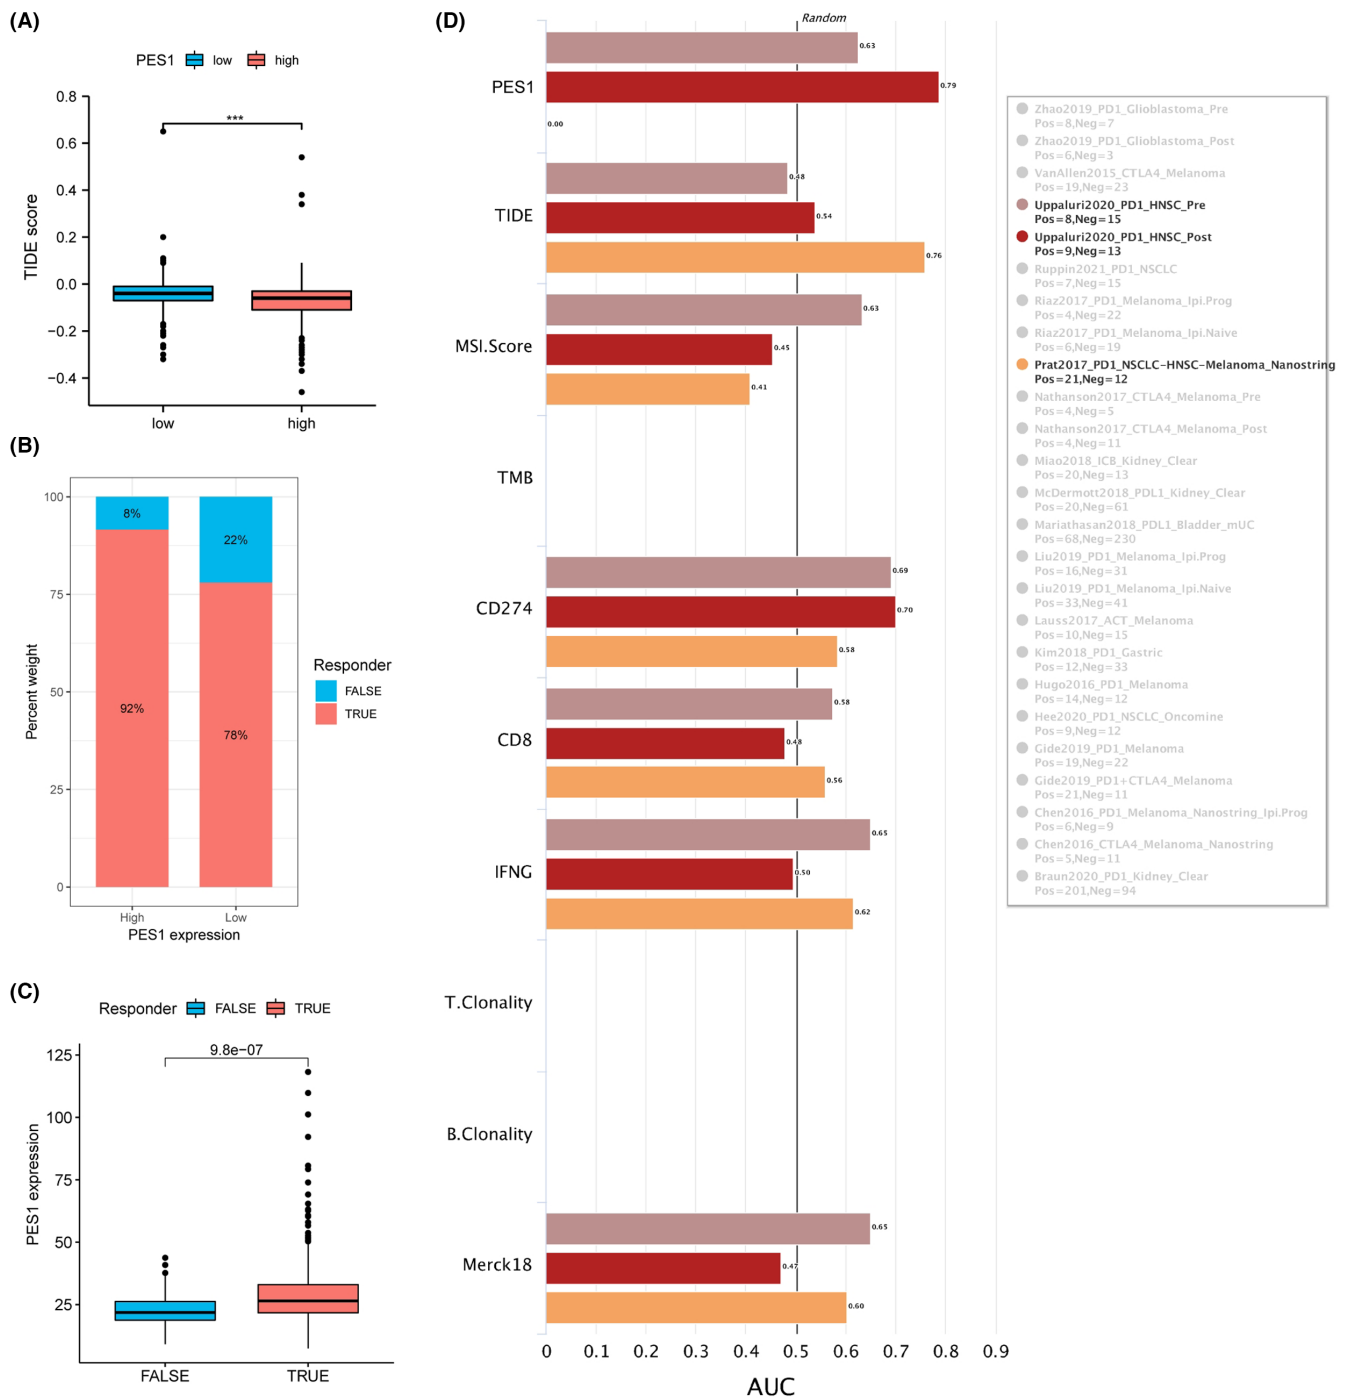 (A)
PES1 low high
TIDE score
0.8
0.6
0.4
0.2
0.0
−0.2
−0.4
***
low high
(B)
Percent weight
100
75
50
25
0
8%
92%
22%
78%
High Low
PES1 expression
Responder
FALSE
TRUE
(C)
Responder FALSE TRUE
PES1 expression
125
100
75
50
25
9.8e−07
FALSE TRUE
(D)
Random
PES1
0.63
0.79
0.00
TIDE
0.48
0.54
0.76
MSI.Score
0.63
0.45
0.41
TMB
CD274
0.69
0.70
0.58
CD8
0.58
0.48
0.56
IFNG
0.65
0.50
0.62
T.Clonality
B.Clonality
Merck18
0.65
0.47
0.60
0 0.1 0.2 0.3 0.4 0.5 0.6 0.7 0.8 0.9
AUC
Zhao2019_PD1_Glioblastoma_Pre
Pos=8,Neg=7
Zhao2019_PD1_Glioblastoma_Post
Pos=6,Neg=3
VanAllen2015_CTLA4_Melanoma
Pos=19,Neg=23
Uppaluri2020_PD1_HNSC_Pre
Pos=8,Neg=15
Uppaluri2020_PD1_HNSC_Post
Pos=9,Neg=13
Ruppin2021_PD1_NSCLC
Pos=7,Neg=15
Riaz2017_PD1_Melanoma_Ipi.Prog
Pos=4,Neg=22
Riaz2017_PD1_Melanoma_Ipi.Naive
Pos=6,Neg=19
Prat2017_PD1_NSCLC−HNSC−Melanoma_Nanostring
Pos=21,Neg=12
Nathanson2017_CTLA4_Melanoma_Pre
Pos=4,Neg=5
Nathanson2017_CTLA4_Melanoma_Post
Pos=4,Neg=11
Miao2018_ICB_Kidney_Clear
Pos=20,Neg=13
McDermott2018_PDL1_Kidney_Clear
Pos=20,Neg=61
Mariathasan2018_PDL1_Bladder_mUC
Pos=68,Neg=230
Liu2019_PD1_Melanoma_Ipi.Prog
Pos=16,Neg=31
Liu2019_PD1_Melanoma_Ipi.Naive
Pos=33,Neg=41
Lauss2017_ACT_Melanoma
Pos=10,Neg=15
Kim2018_PD1_Gastric
Pos=12,Neg=33
Hugo2016_PD1_Melanoma
Pos=14,Neg=12
Hee2020_PD1_NSCLC_Oncomine
Pos=9,Neg=12
Gide2019_PD1_Melanoma
Pos=19,Neg=22
Gide2019_PD1+CTLA4_Melanoma
Pos=21,Neg=11
Chen2016_PD1_Melanoma_Nanostring_Ipi.Prog
Pos=6,Neg=9
Chen2016_CTLA4_Melanoma_Nanostring
Pos=5,Neg=11
Braun2020_PD1_Kidney_Clear
Pos=201,Neg=94